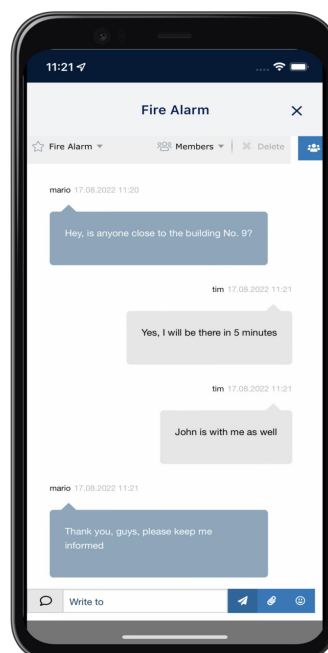 11:21
Fire Alarm
Fire Alarm Members Delete
mario 17.08.2022 11:20
Hey, is anyone close to the building No. 9?
tim 17.08.2022 11:21
Yes, I will be there in 5 minutes
tim 17.08.2022 11:21
John is with me as well
mario 17.08.2022 11:21
Thank you, guys, please keep me
informed
Write to